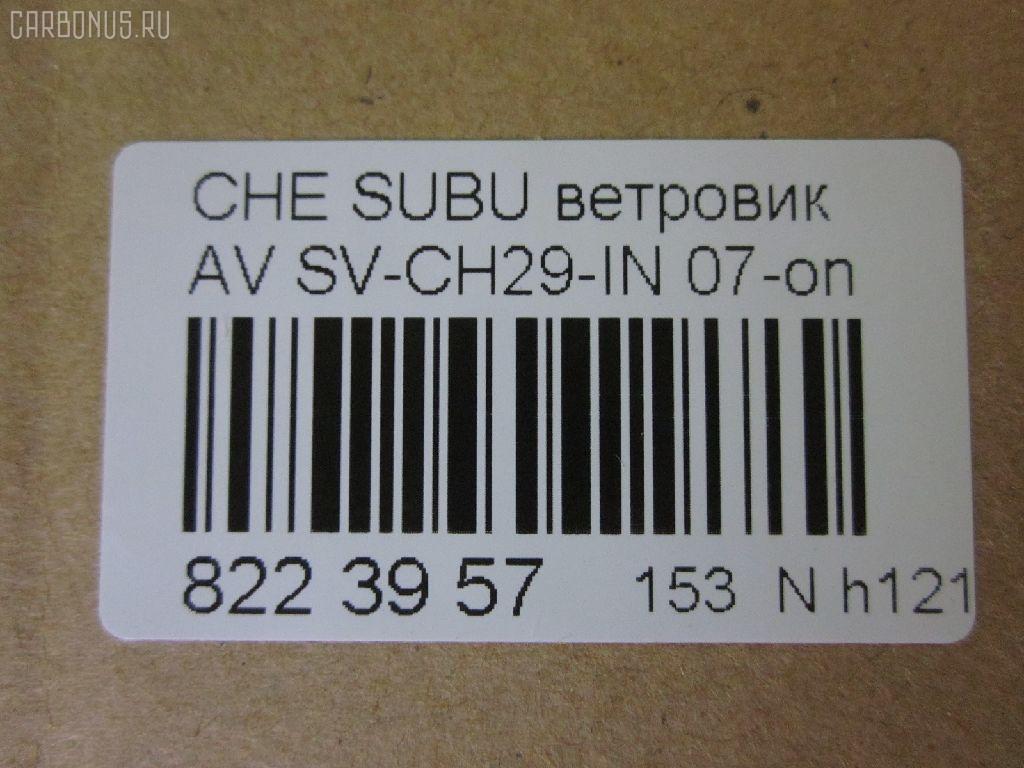 CARBONUS.RU
CHE SUBU ветровик
AV SV-CH29-IN 07-on
822 39 57 153 N h121